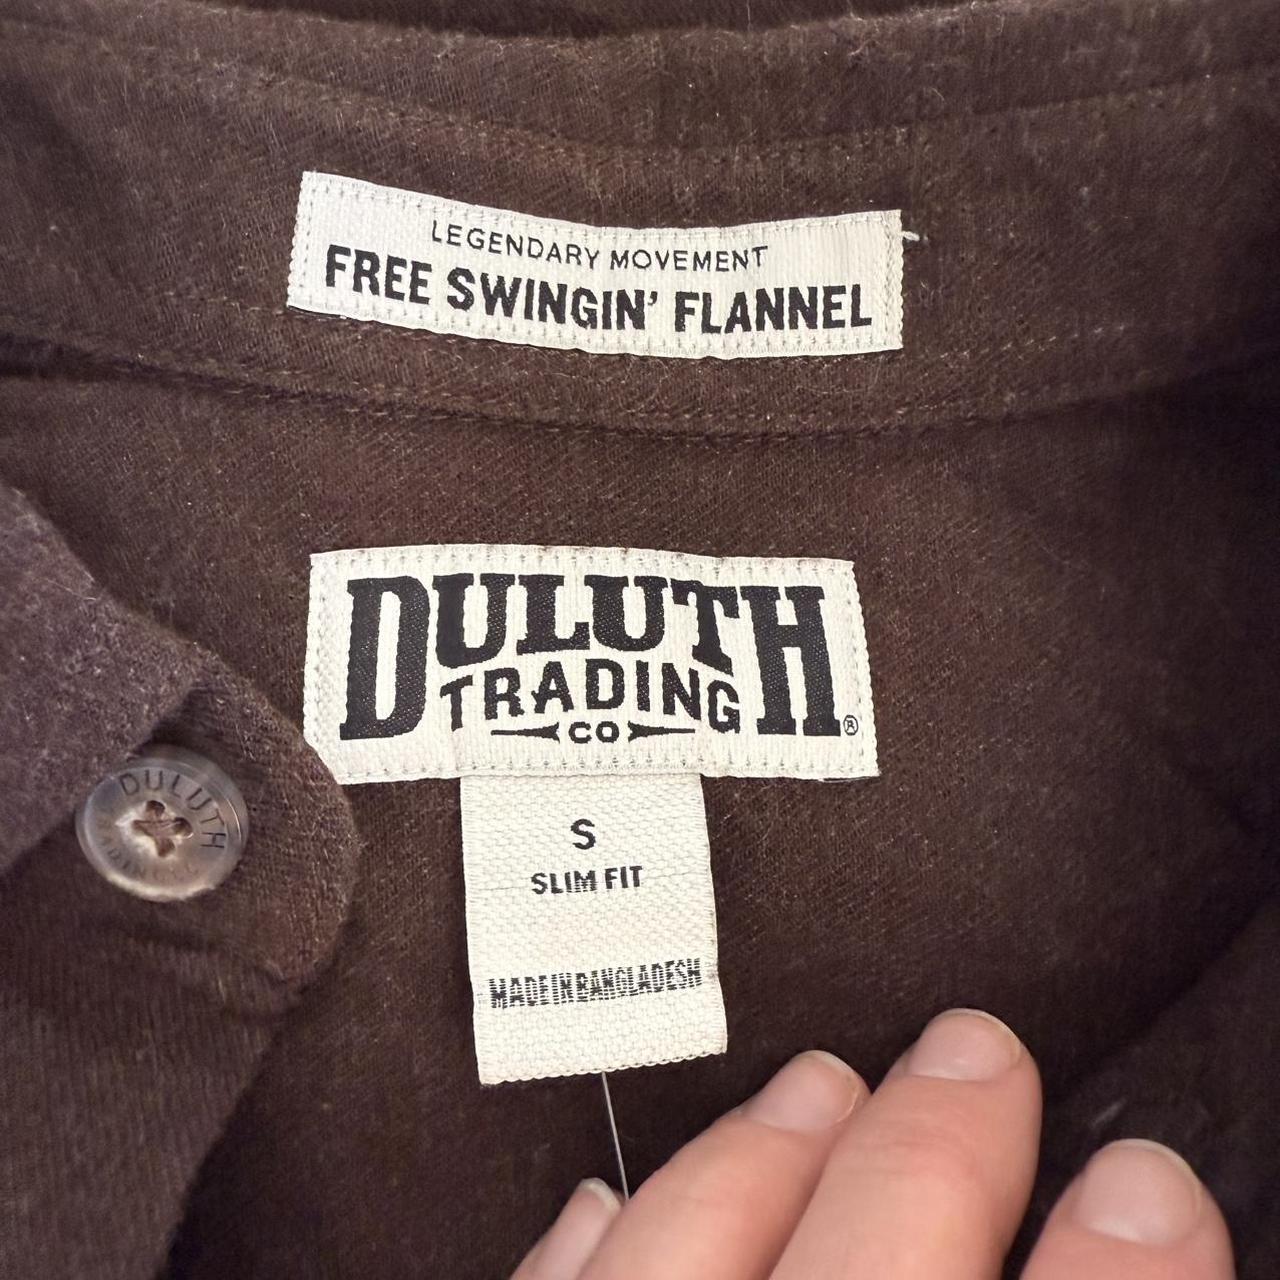 LEGENDARY MOVEMENT
FREE SWINGIN' FLANNEL
DULUTH
TRADING
CO
®
S
SLIM FIT
MADE IN BANGLADESH
DULUTH